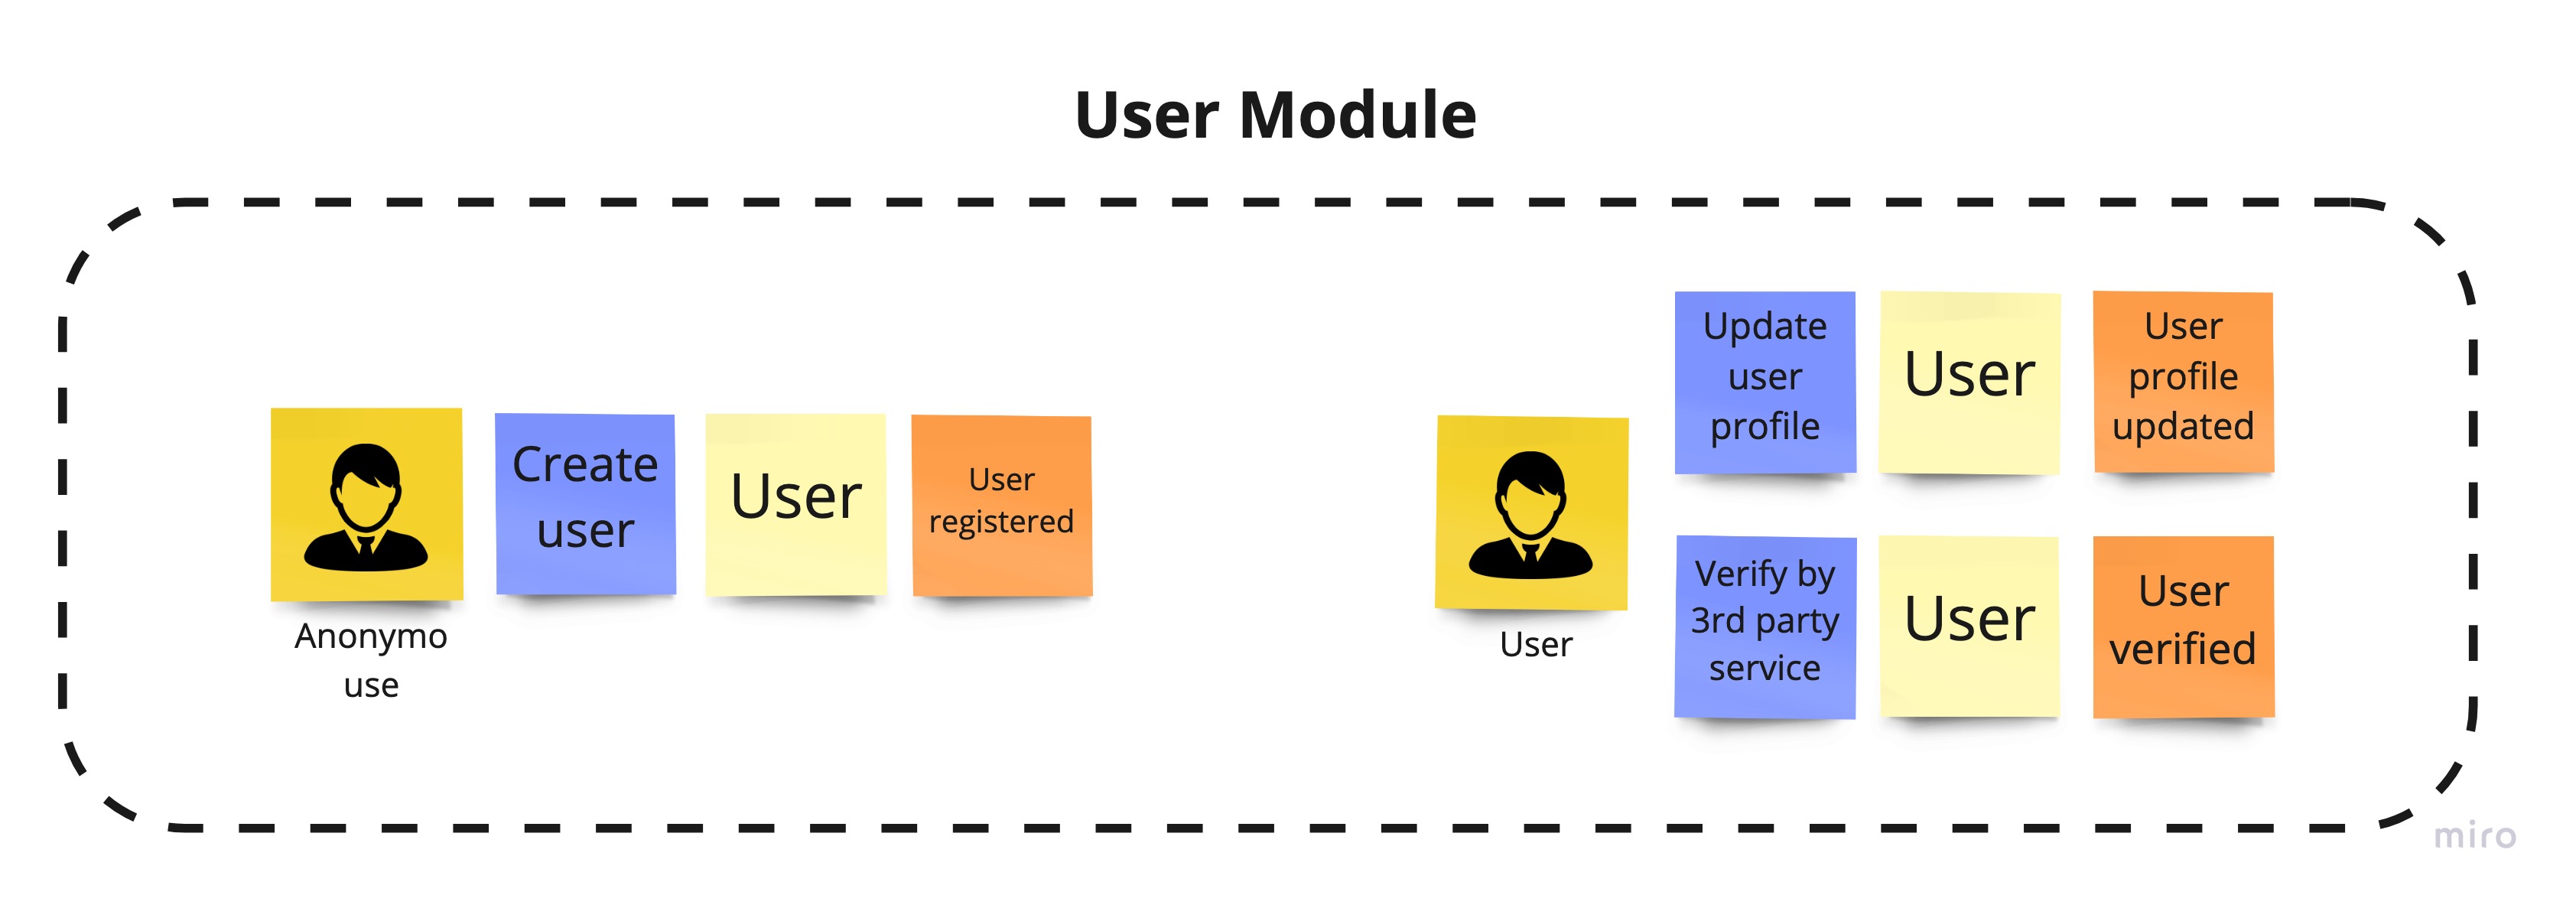 User Module
Create
user
User
User
registered
Anonymo
use
User
Update
user
profile
User
User
profile
updated
Verify by
3rd party
service
User
User
verified
miro